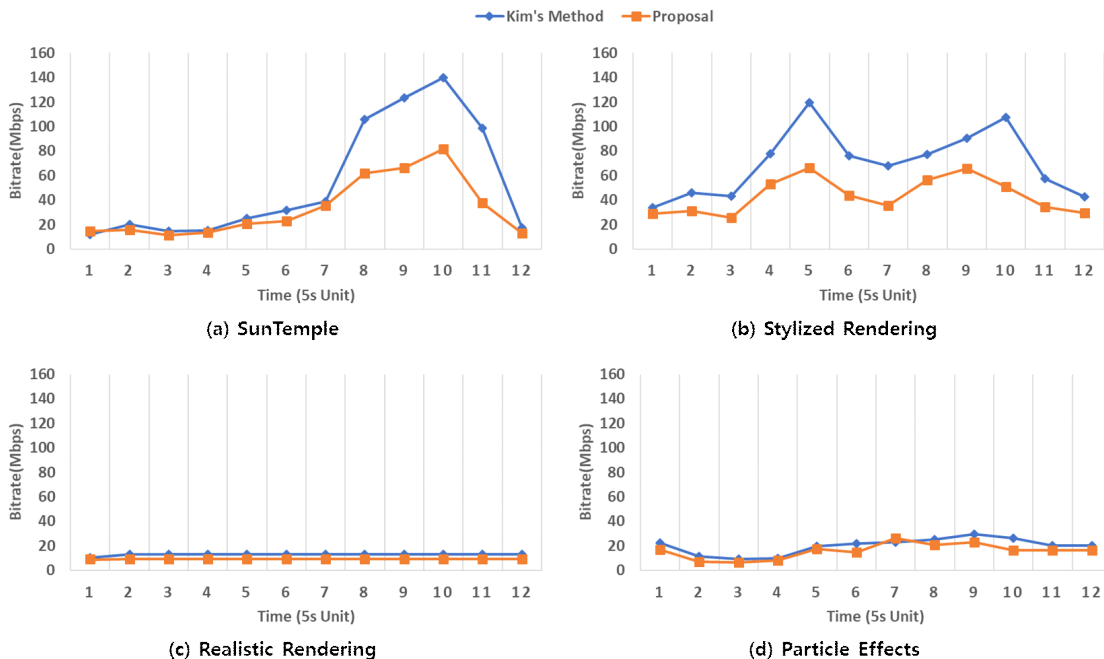 Kim's Method Proposal
160
140
120
100
80
60
40
20
0
Bitrate(Mbps)
1 2 3 4 5 6 7 8 9 10 11 12
Time (5s Unit)
(a) SunTemple
160
140
120
100
80
60
40
20
0
Bitrate(Mbps)
1 2 3 4 5 6 7 8 9 10 11 12
Time (5s Unit)
(b) Stylized Rendering
160
140
120
100
80
60
40
20
0
Bitrate(Mbps)
1 2 3 4 5 6 7 8 9 10 11 12
Time (5s Unit)
(c) Realistic Rendering
160
140
120
100
80
60
40
20
0
Bitrate(Mbps)
1 2 3 4 5 6 7 8 9 10 11 12
Time (5s Unit)
(d) Particle Effects